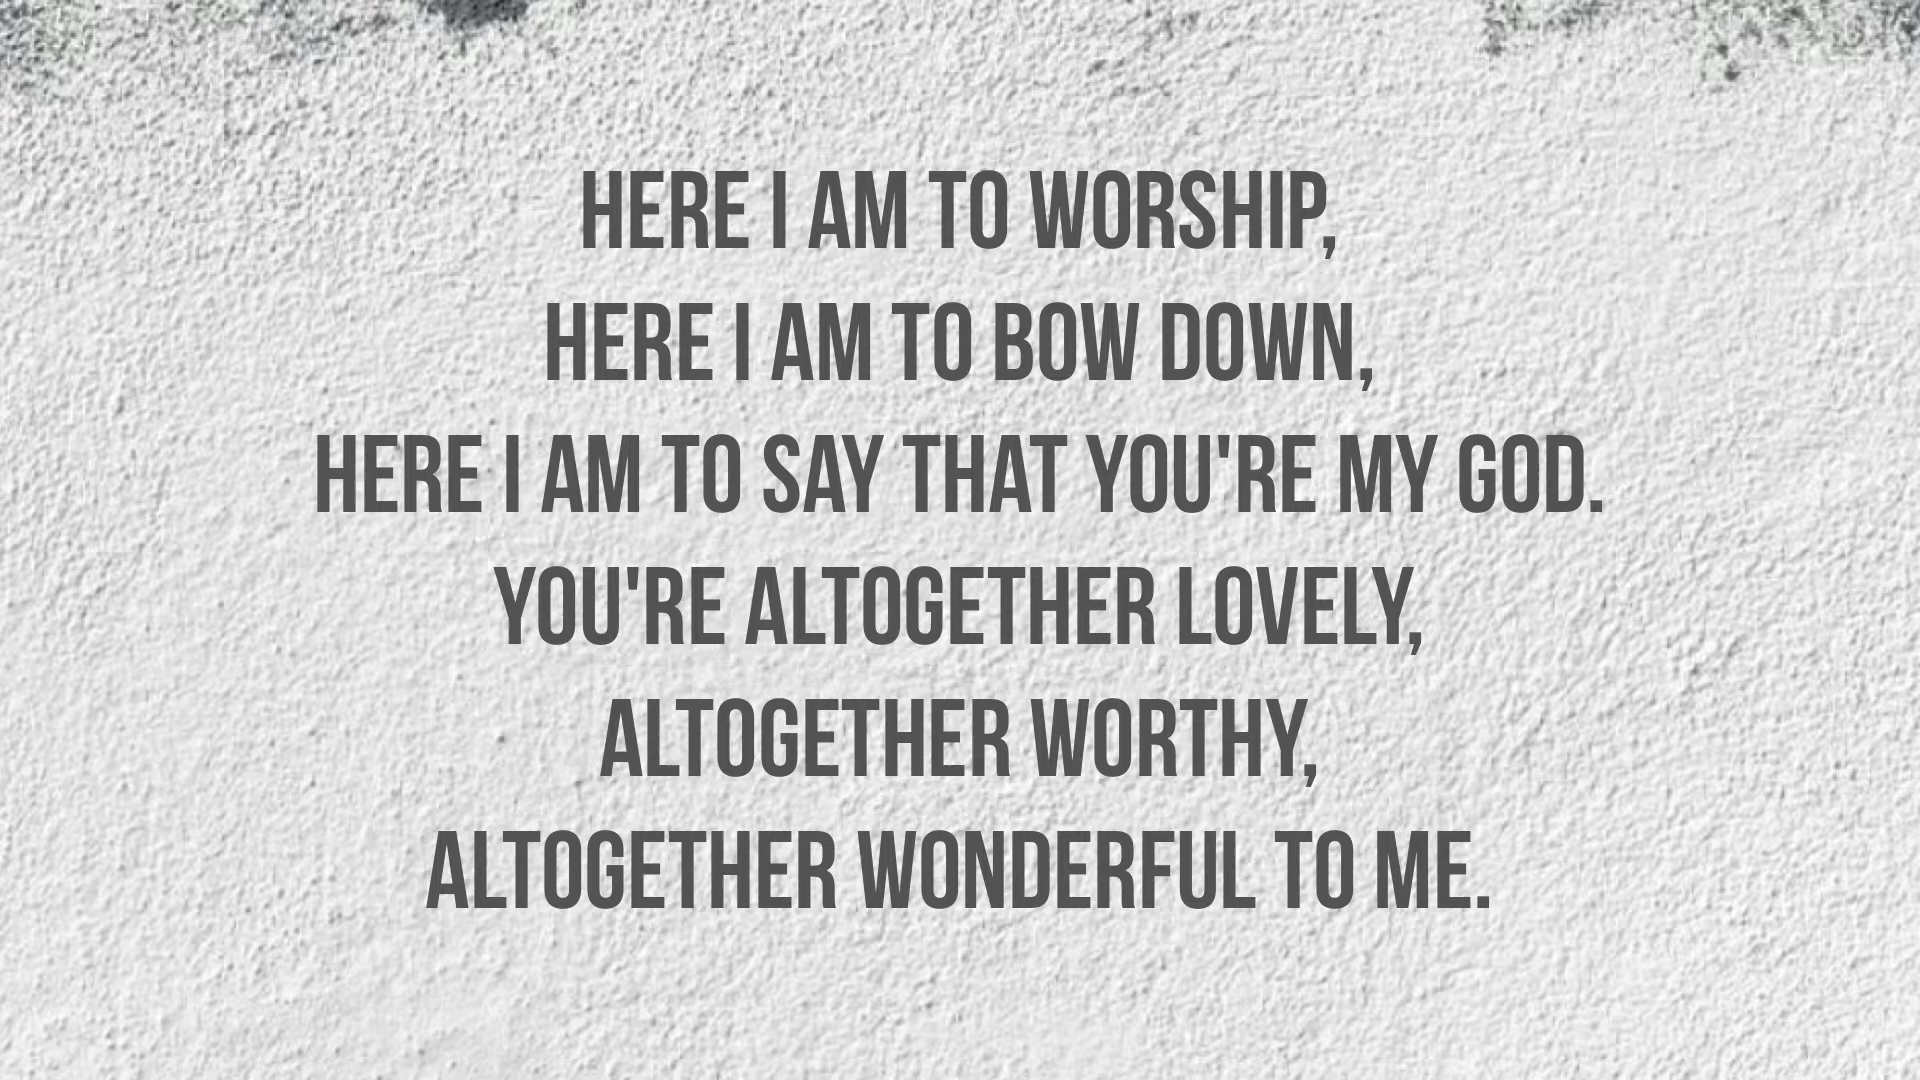 HERE I AM TO WORSHIP,
HERE I AM TO BOW DOWN,
HERE I AM TO SAY THAT YOU'RE MY GOD.
YOU'RE ALTOGETHER LOVELY,
ALTOGETHER WORTHY,
ALTOGETHER WONDERFUL TO ME.